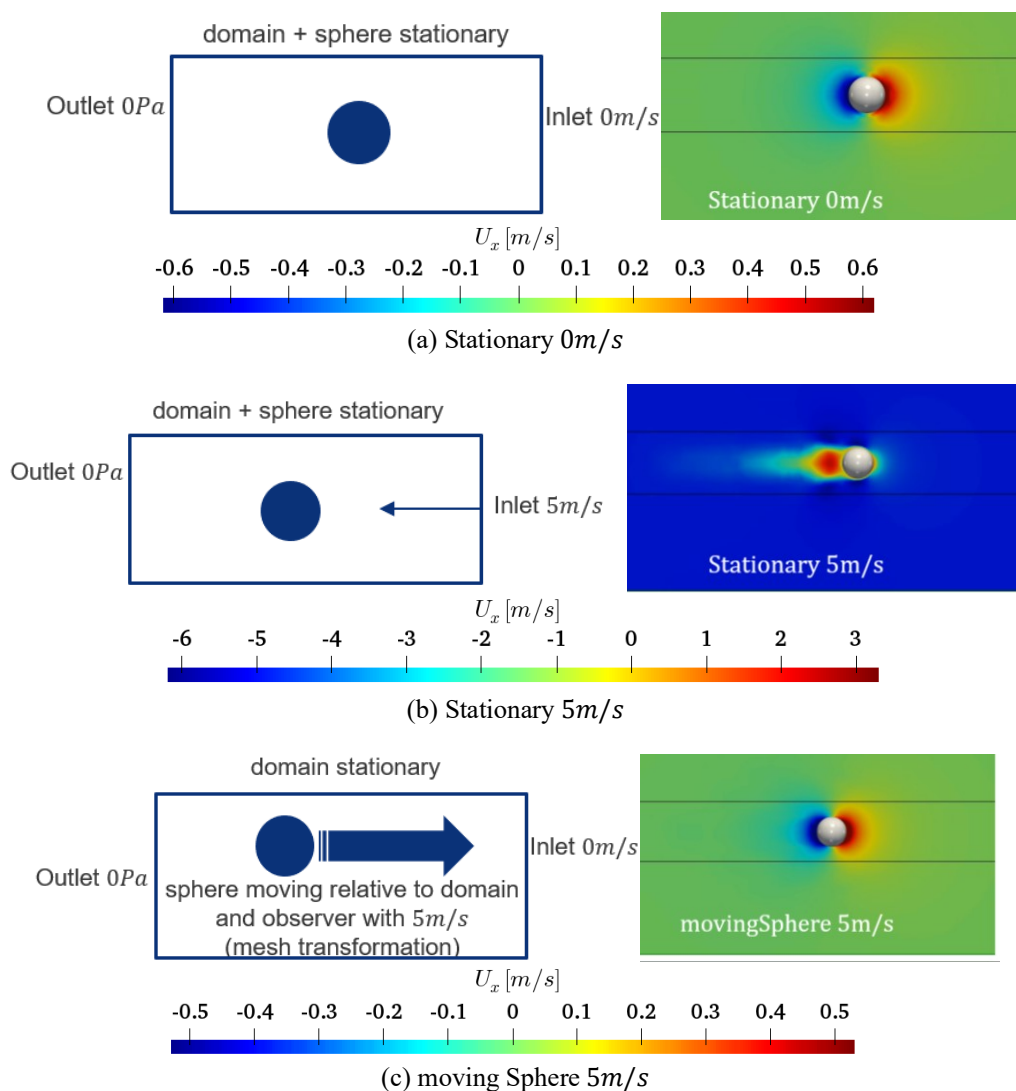 domain + sphere stationary
Outlet 0Pa
Inlet 0m/s
Stationary 0m/s
U_x [m/s]
-0.6 -0.5 -0.4 -0.3 -0.2 -0.1 0 0.1 0.2 0.3 0.4 0.5 0.6
(a) Stationary 0m/s
domain + sphere stationary
Outlet 0Pa
Inlet 5m/s
Stationary 5m/s
U_x [m/s]
-6 -5 -4 -3 -2 -1 0 1 2 3
(b) Stationary 5m/s
domain stationary
Inlet 0m/s
Outlet 0Pa
sphere moving relative to domain
and observer with 5m/s
(mesh transformation)
movingSphere 5m/s
U_x [m/s]
-0.5 -0.4 -0.3 -0.2 -0.1 0 0.1 0.2 0.3 0.4 0.5
(c) moving Sphere 5m/s